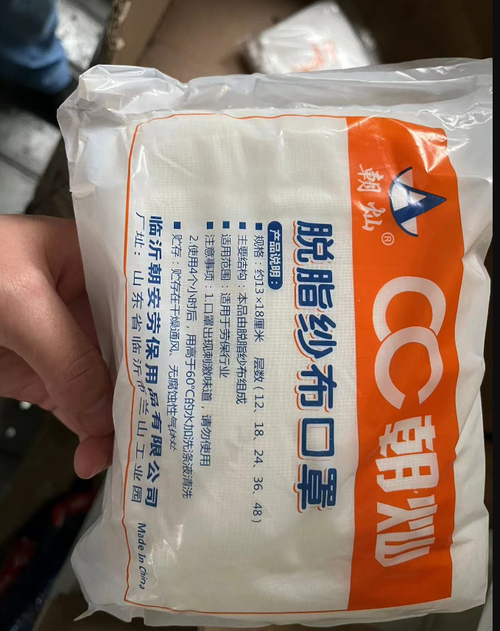 朝灿®
CC朝灿
脱脂纱布口罩
产品说明:
■ 规格:约13×18厘米 层数(12、18、24、36、48)
■ 主要结构:本品由脱脂纱布组成
■ 适用范围:适用于劳保行业
■ 注意事项:1.口罩出现刺激味道,请勿使用
2.使用4个小时后,用高于60°C的水加洗涤液清洗
■ 贮存:贮存在干燥通风、无腐蚀性气体处
临沂朝安劳保用品有限公司
厂址:山东省临沂市兰山工业园 Made In China